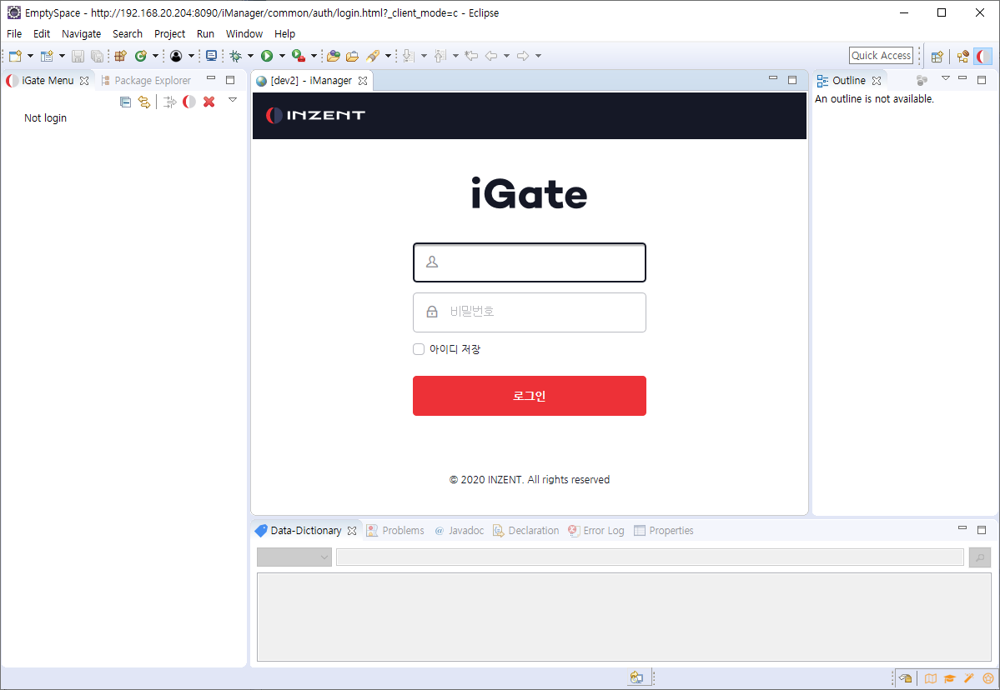 EmptySpace - http://192.168.20.204:8090/iManager/common/auth/login.html?_client_mode=c - Eclipse
File Edit Navigate Search Project Run Window Help
Quick Access
iGate Menu Package Explorer
Not login
[dev2] - iManager
INZENT
iGate
비밀번호
아이디 저장
로그인
© 2020 INZENT. All rights reserved
Outline
An outline is not available.
Data-Dictionary Problems @ Javadoc Declaration Error Log Properties